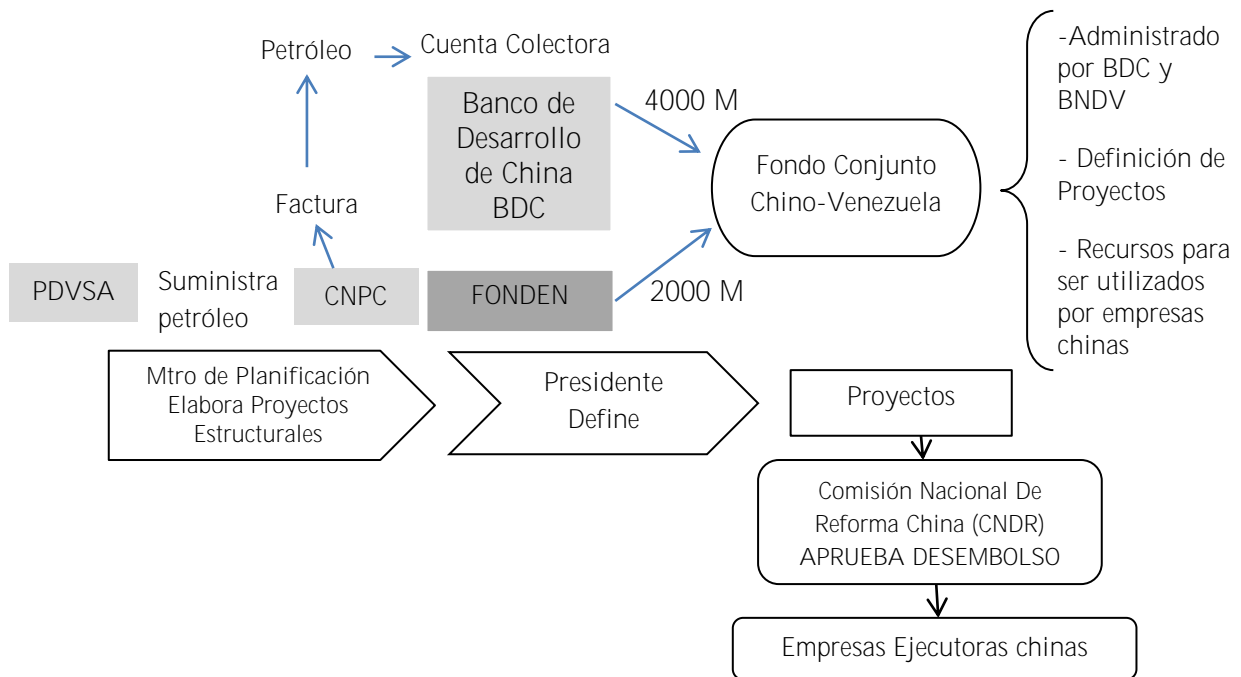 Petróleo
Cuenta Colectora
Banco de
Desarrollo
de China
BDC
4000 M
Fondo Conjunto
Chino-Venezuela
-Administrado
por BDC y
BNDV
- Definición de
Proyectos
- Recursos para
ser utilizados
por empresas
chinas
Factura
PDVSA
Suministra
petróleo
CNPC
FONDEN
2000 M
Mtro de Planificación
Elabora Proyectos
Estructurales
Presidente
Define
Proyectos
Comisión Nacional De
Reforma China (CNDR)
APRUEBA DESEMBOLSO
Empresas Ejecutoras chinas